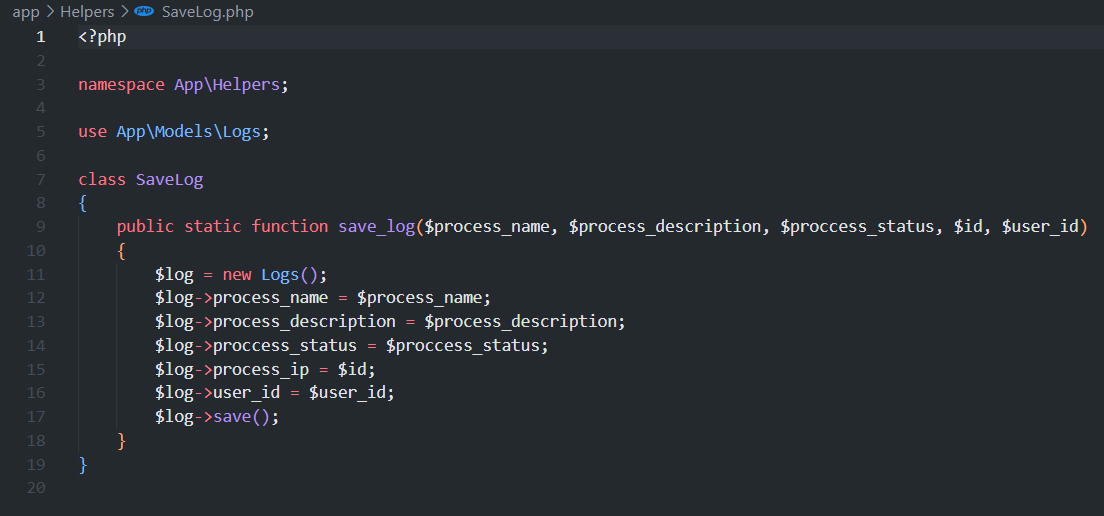 app > Helpers > php SaveLog.php
1 <?php
2
3 namespace App\Helpers;
4
5 use App\Models\Logs;
6
7 class SaveLog
8 {
9 public static function save_log($process_name, $process_description, $proccess_status, $id, $user_id)
10 {
11 $log = new Logs();
12 $log->process_name = $process_name;
13 $log->process_description = $process_description;
14 $log->proccess_status = $proccess_status;
15 $log->process_ip = $id;
16 $log->user_id = $user_id;
17 $log->save();
18 }
19 }
20